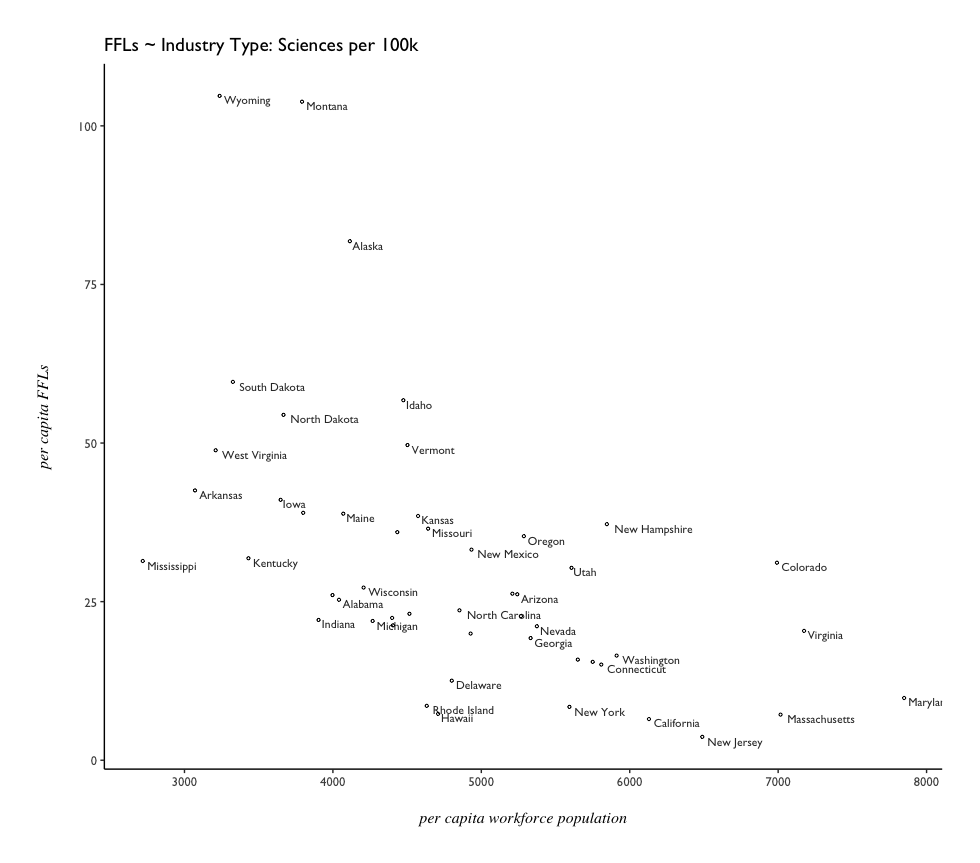 FFLs ~ Industry Type: Sciences per 100k
Wyoming
Montana
100
Alaska
75
per capita FFLs
South Dakota
Idaho
North Dakota
50
Vermont
West Virginia
Arkansas
Iowa
Maine
Kansas
Missouri
New Hampshire
Oregon
New Mexico
Mississippi
Kentucky
Utah
Colorado
25
Wisconsin
Alabama
Arizona
North Carolina
Indiana
Michigan
Nevada
Georgia
Virginia
Washington
Connecticut
Delaware
Rhode Island
Hawaii
New York
California
Massachusetts
Marylar
New Jersey
0
3000 4000 5000 6000 7000 8000
per capita workforce population